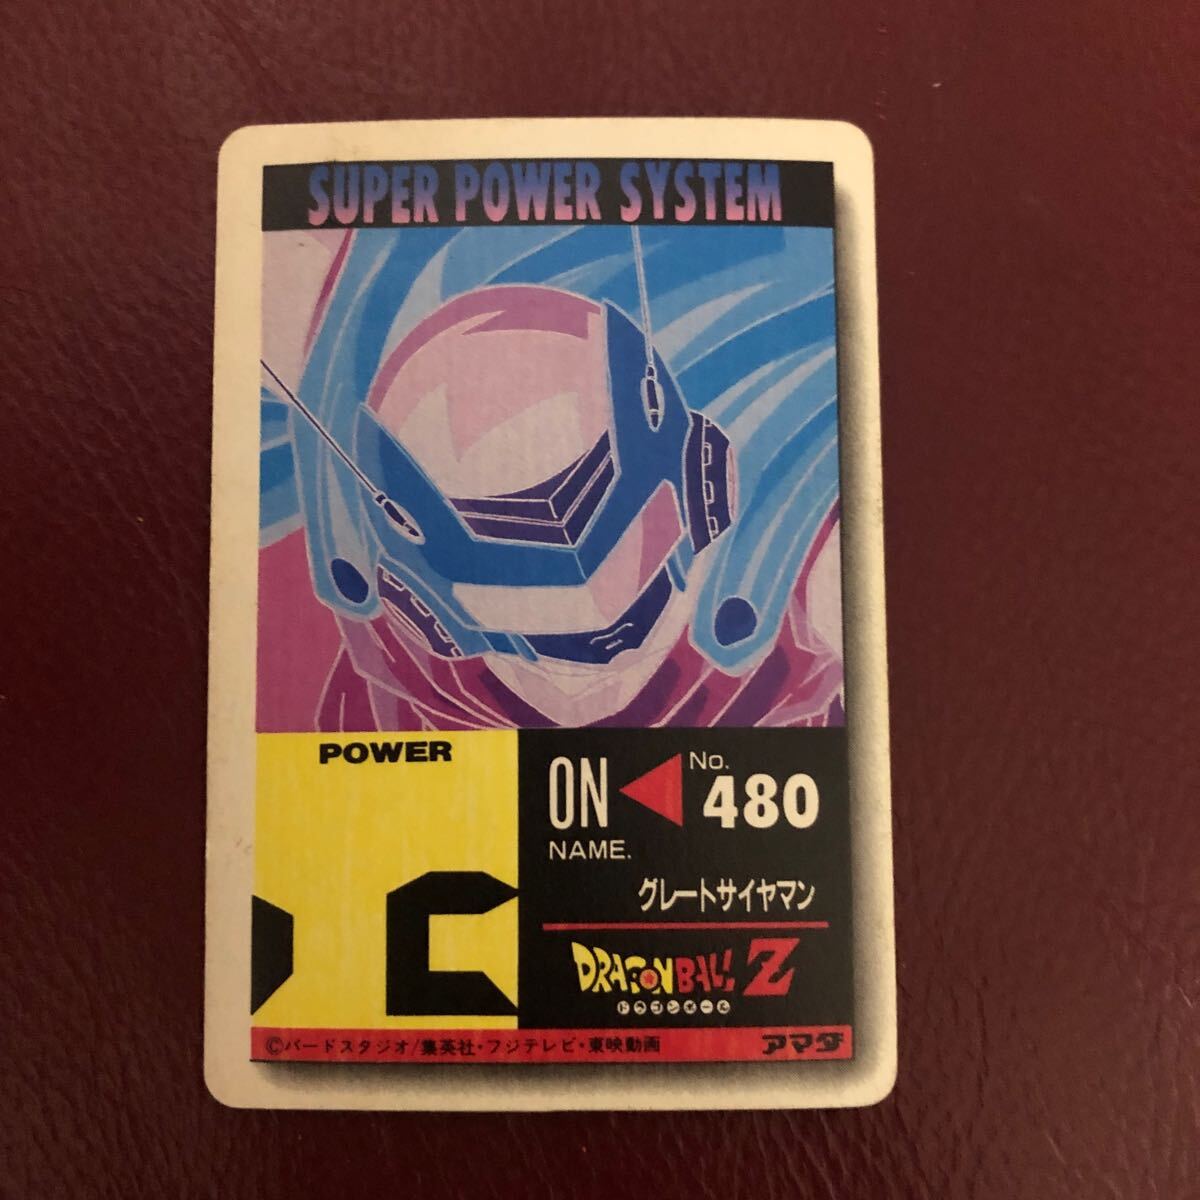 SUPER POWER SYSTEM
POWER
ON
No.
480
NAME.
グレートサイヤマン
DRAGON BALL Z
ドラゴンボール
©バードスタジオ/集英社・フジテレビ・東映動画
アマダ